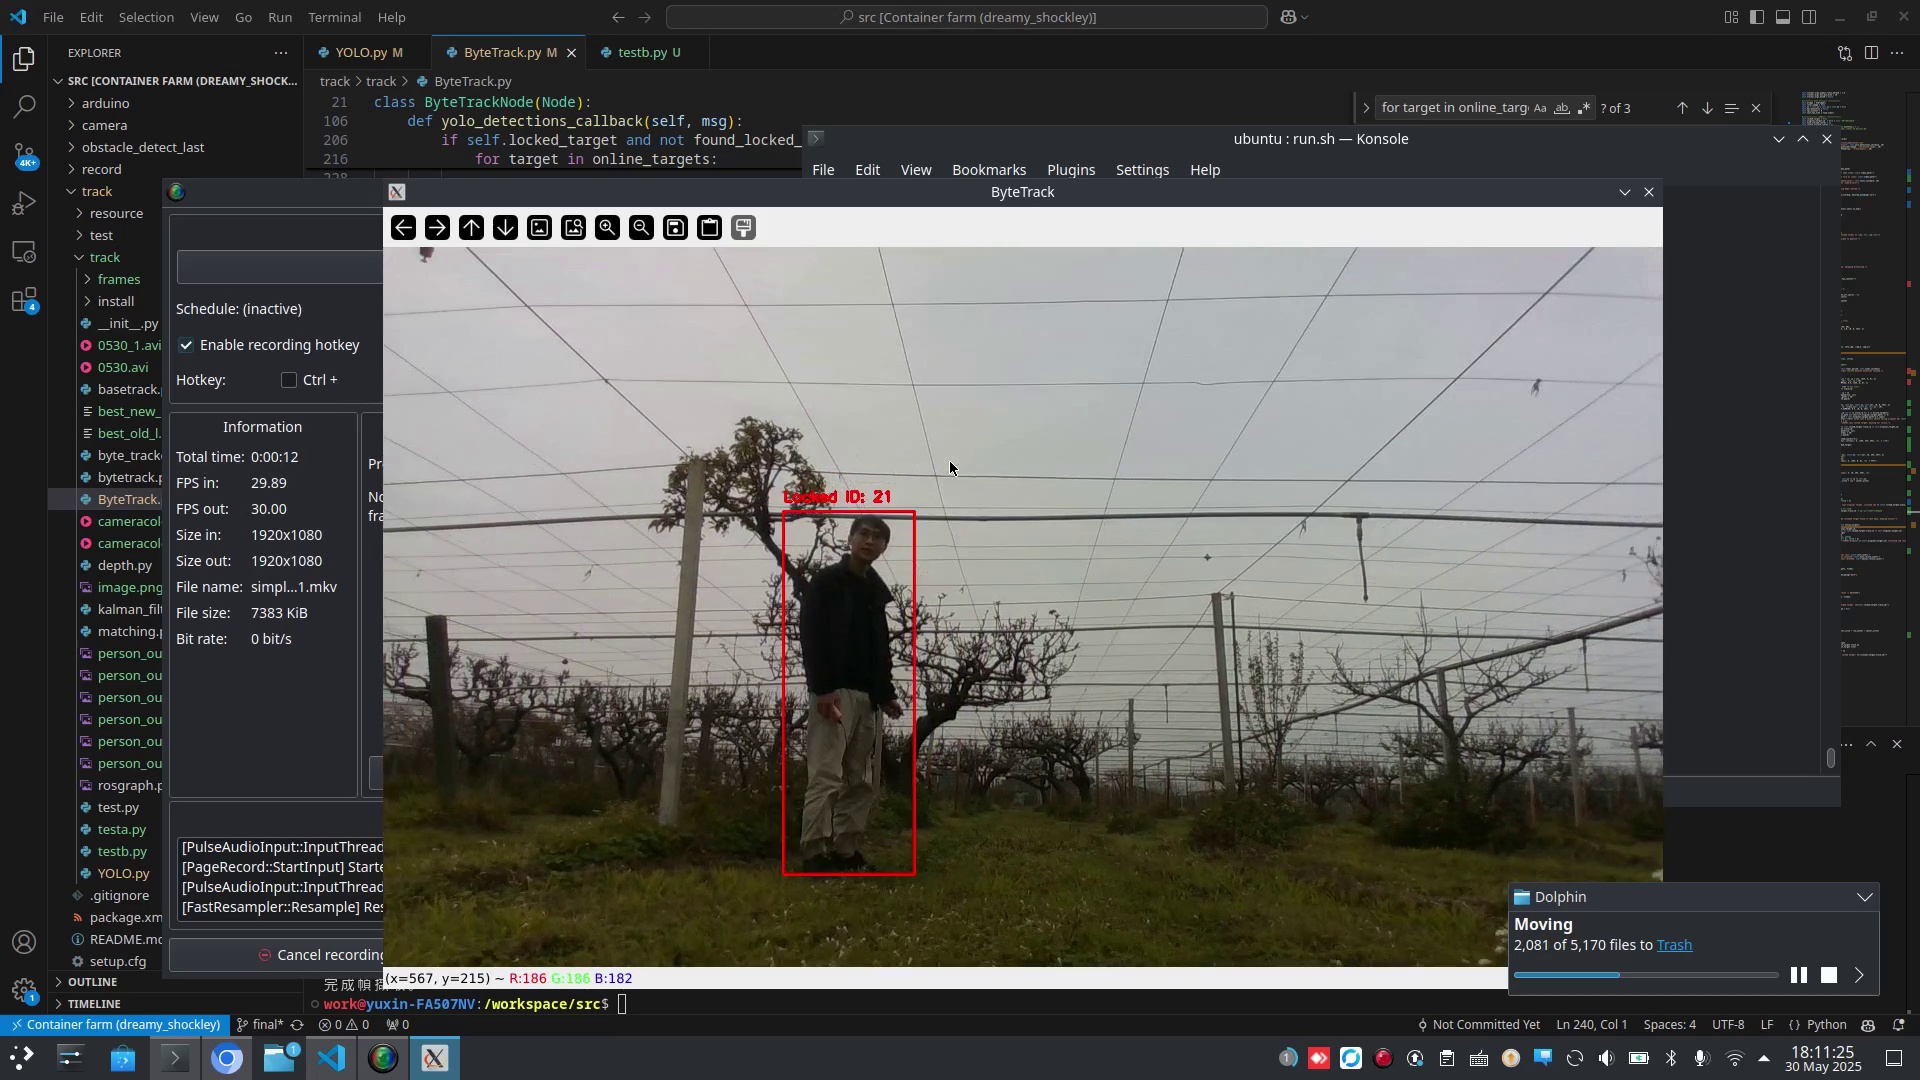 File Edit Selection View Go Run Terminal Help
src [Container farm (dreamy_shockley)]
EXPLORER
SRC [CONTAINER FARM (DREAMY_SHOCK...
arduino
camera
obstacle_detect_last
record
track
resource
test
track
frames
install
__init__.py
0530_1.avi
0530.avi
basetrack.
best_new_
best_old_l.
byte_track
bytetrack.p
ByteTrack.
cameracol
cameracol
depth.py
image.png
kalman_filt
matching.p
person_ou
person_ou
person_ou
person_ou
person_ou
person_ou
rosgraph.p
test.py
testa.py
testb.py
YOLO.py
.gitignore
package.xm
README.md
setup.cfg
OUTLINE
TIMELINE
YOLO.py M
ByteTrack.py M
testb.py U
track > track > ByteTrack.py
21 class ByteTrackNode(Node):
106 def yolo_detections_callback(self, msg):
206 if self.locked_target and not found_locked_
216 for target in online_targets:
for target in online_targ
? of 3
ubuntu : run.sh — Konsole
File Edit View Bookmarks Plugins Settings Help
ByteTrack
Schedule: (inactive)
Enable recording hotkey
Hotkey: Ctrl +
Information
Total time: 0:00:12
FPS in: 29.89
FPS out: 30.00
Size in: 1920x1080
Size out: 1920x1080
File name: simpl...1.mkv
File size: 7383 KiB
Bit rate: 0 bit/s
Pr
No
fra
[PulseAudioInput::InputThread
[PageRecord::StartInput] Starte
[PulseAudioInput::InputThread
[FastResampler::Resample] Res
Cancel recording
Locked ID: 21
(x=567, y=215) ~ R:186 G:186 B:182
work@yuxin-FA507NV:/workspace/src$
Dolphin
Moving
2,081 of 5,170 files to Trash
Container farm (dreamy_shockley)
final*
0 0
0
Not Committed Yet
Ln 240, Col 1
Spaces: 4
UTF-8
LF
Python
4K+
4
1
1
1
18:11:25
30 May 2025